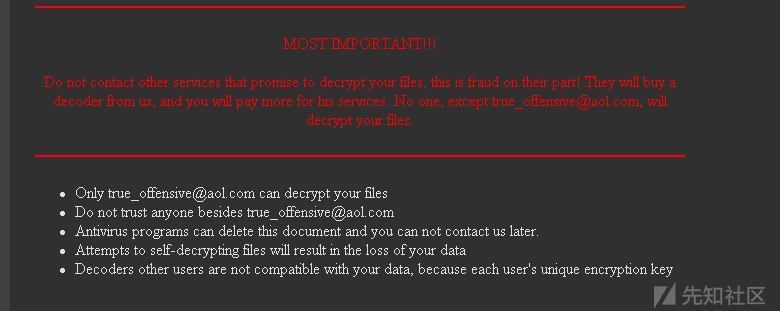 MOST IMPORTANT!!!
Do not contact other services that promise to decrypt your files, this is fraud on their part! They will buy a
decoder from us, and you will pay more for his services. No one, except true_offensive@aol.com, will
decrypt your files.
Only true_offensive@aol.com can decrypt your files
Do not trust anyone besides true_offensive@aol.com
Antivirus programs can delete this document and you can not contact us later.
Attempts to self-decrypting files will result in the loss of your data
Decoders other users are not compatible with your data, because each user's unique encryption key
先知社区